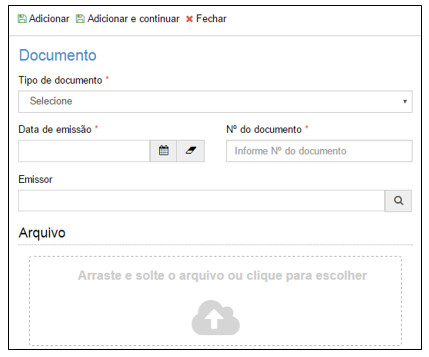 Adicionar Adicionar e continuar Fechar
Documento
Tipo de documento *
Selecione
Data de emissão * Nº do documento *
Informe Nº do documento
Emissor
Arquivo
Arraste e solte o arquivo ou clique para escolher